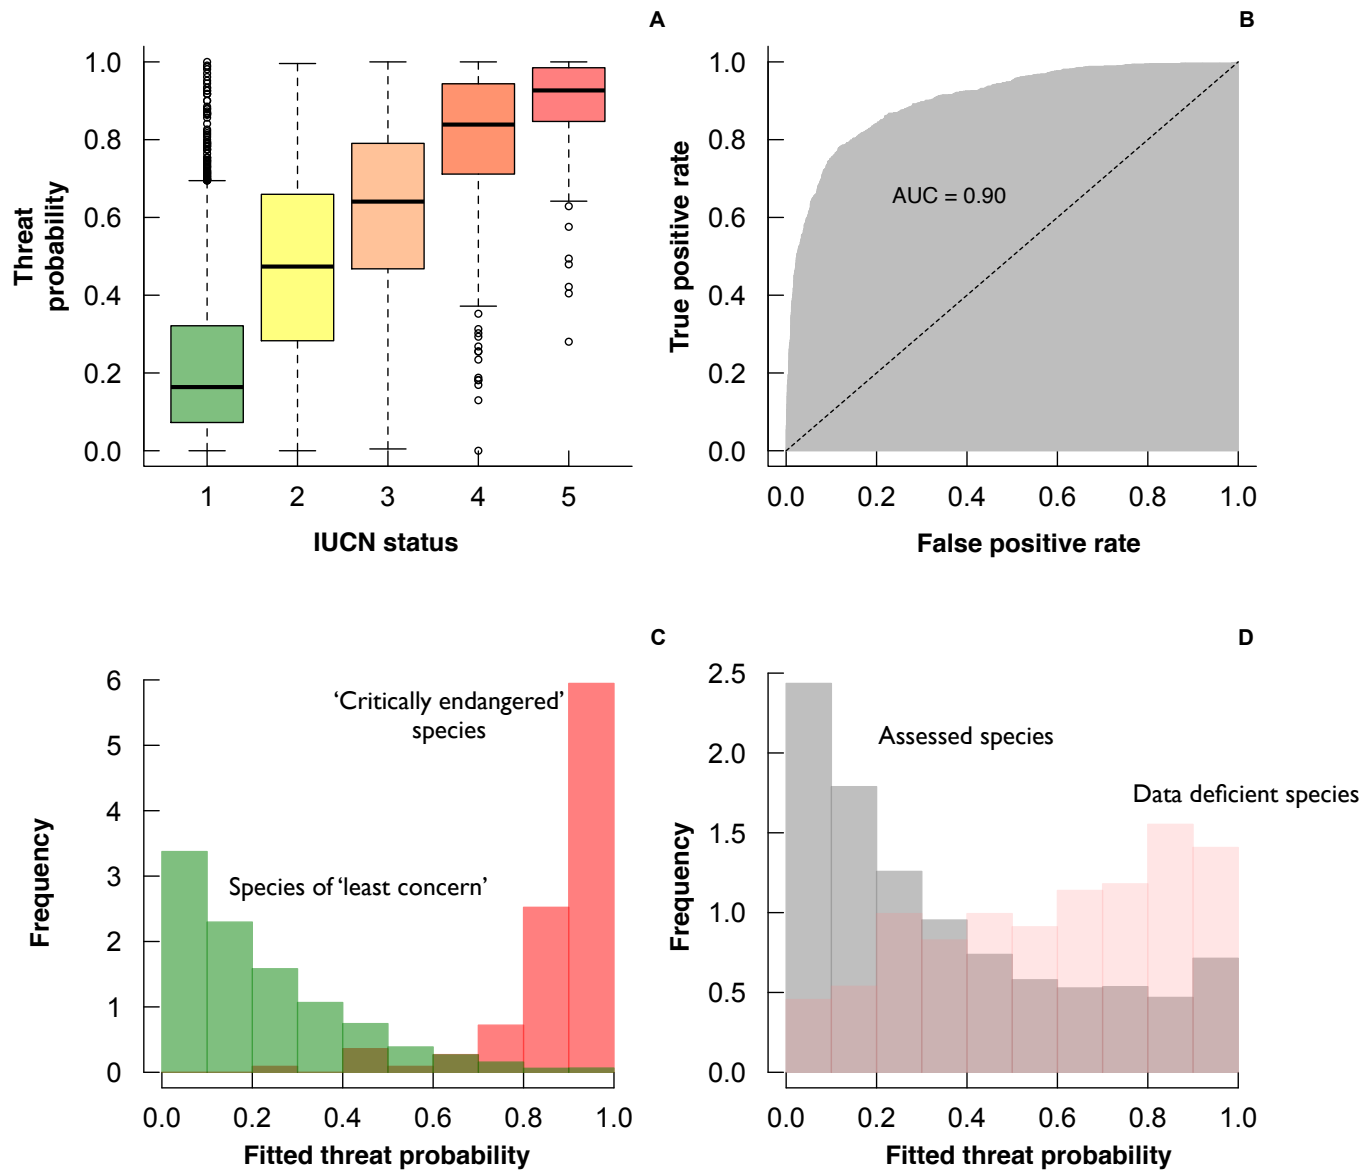 A
1.0
0.8
0.6
0.4
0.2
0.0
Threat
probability
1 2 3 4 5
IUCN status
B
1.0
0.8
0.6
0.4
0.2
0.0
True positive rate
AUC = 0.90
0.0 0.2 0.4 0.6 0.8 1.0
False positive rate
C
6
5
4
3
2
1
0
Frequency
‘Critically endangered’
species
Species of ‘least concern’
0.0 0.2 0.4 0.6 0.8 1.0
Fitted threat probability
D
2.5
2.0
1.5
1.0
0.5
0.0
Frequency
Assessed species
Data deficient species
0.0 0.2 0.4 0.6 0.8 1.0
Fitted threat probability